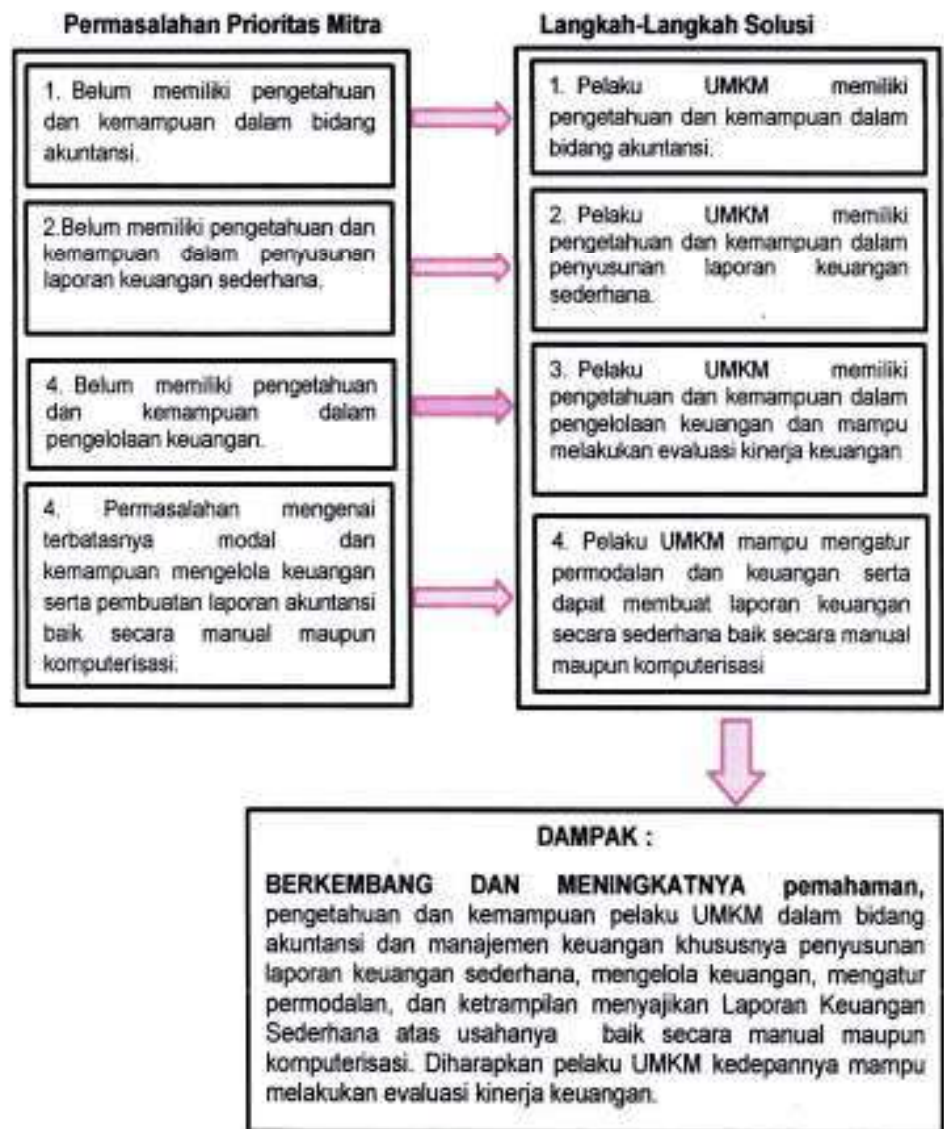 Permasalahan Prioritas Mitra
1. Belum memiliki pengetahuan
dan kemampuan dalam bidang
akuntansi.
2.Belum memiliki pengetahuan dan
kemampuan dalam penyusunan
laporan keuangan sederhana.
4. Belum memiliki pengetahuan
dan kemampuan dalam
pengelolaan keuangan.
4. Permasalahan mengenai
terbatasnya modal dan
kemampuan mengelola keuangan
serta pembuatan laporan akuntansi
baik secara manual maupun
komputerisasi.
Langkah-Langkah Solusi
1. Pelaku UMKM memiliki
pengetahuan dan kemampuan dalam
bidang akuntansi.
2. Pelaku UMKM memiliki
pengetahuan dan kemampuan dalam
penyusunan laporan keuangan
sederhana.
3. Pelaku UMKM memiliki
pengetahuan dan kemampuan dalam
pengelolaan keuangan dan mampu
melakukan evaluasi kinerja keuangan
4. Pelaku UMKM mampu mengatur
permodalan dan keuangan serta
dapat membuat laporan keuangan
secara sederhana baik secara manual
maupun komputerisasi
DAMPAK :
BERKEMBANG DAN MENINGKATNYA pemahaman,
pengetahuan dan kemampuan pelaku UMKM dalam bidang
akuntansi dan manajemen keuangan khususnya penyusunan
laporan keuangan sederhana, mengelola keuangan, mengatur
permodalan, dan ketrampilan menyajikan Laporan Keuangan
Sederhana atas usahanya baik secara manual maupun
komputerisasi. Diharapkan pelaku UMKM kedepannya mampu
melakukan evaluasi kinerja keuangan.